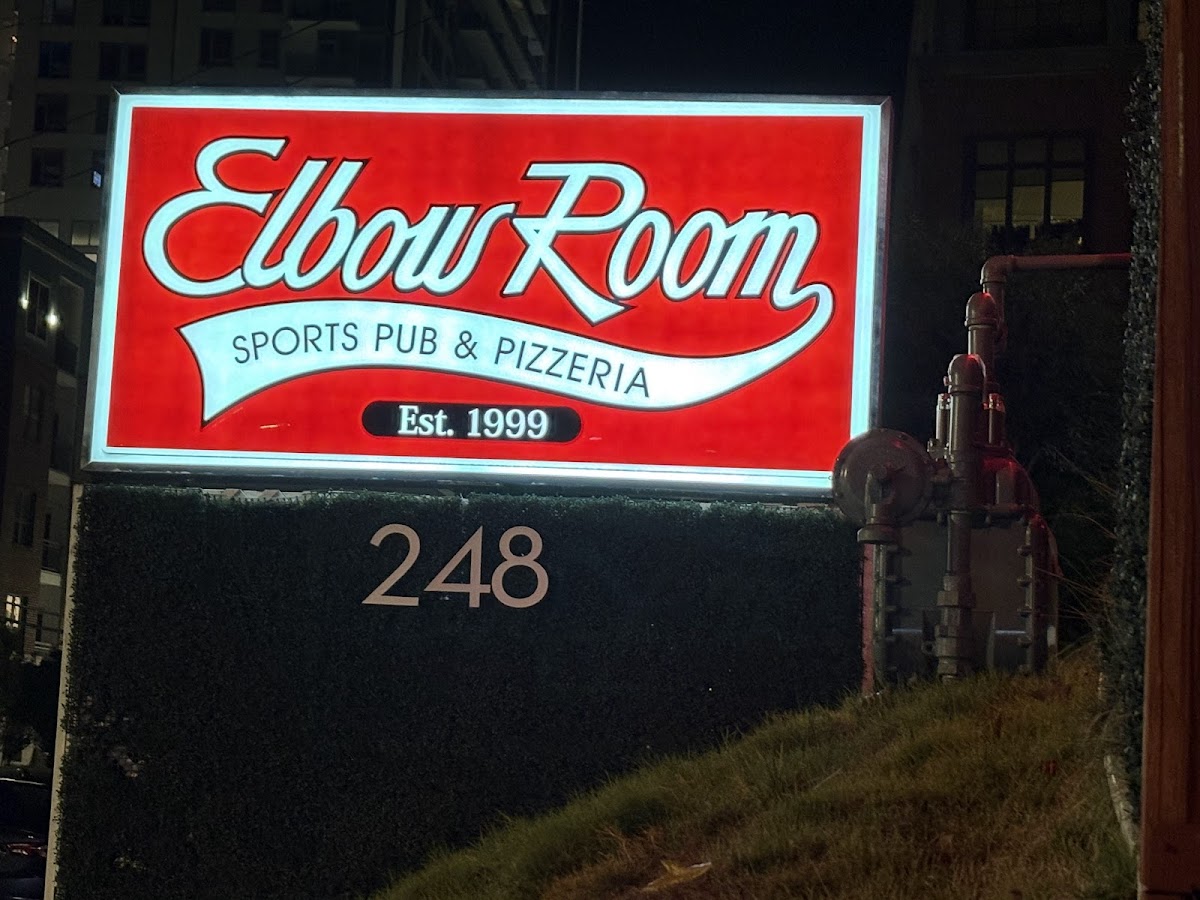 Elbow Room
SPORTS PUB & PIZZERIA
Est. 1999
248